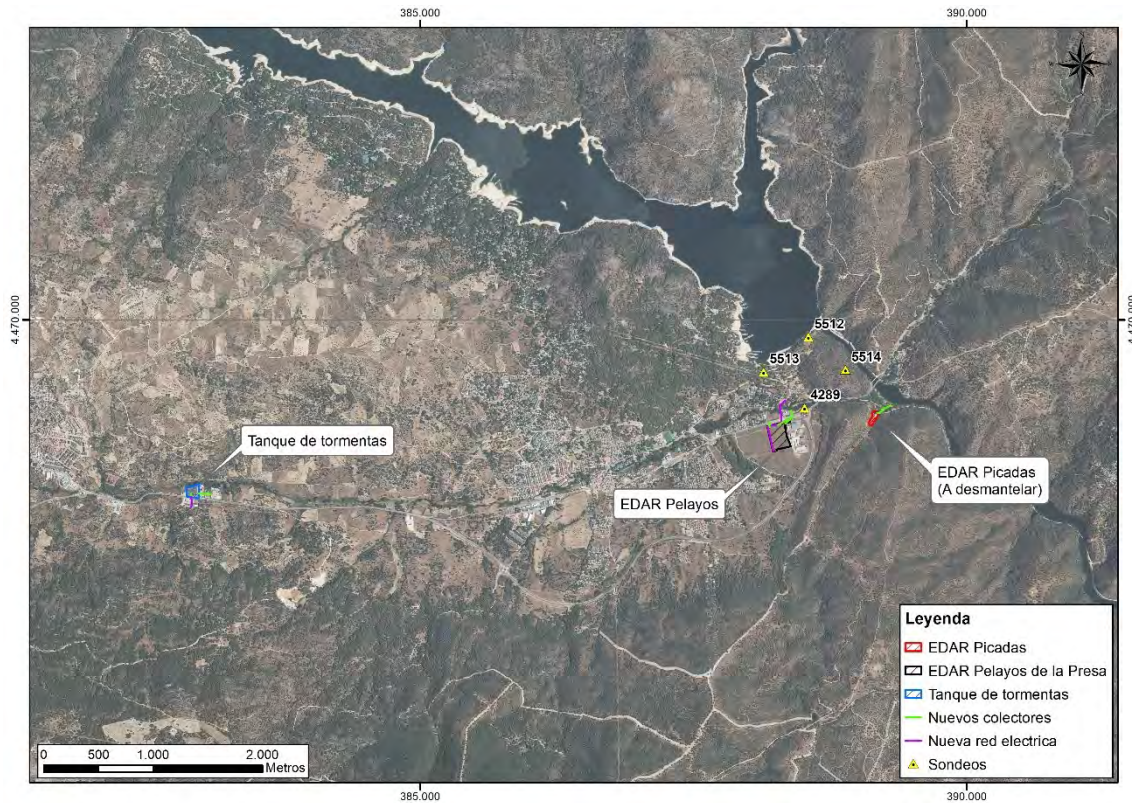 385.000
390.000
4.470.000
4.470.000
5512
5513
5514
4289
Tanque de tormentas
EDAR Pelayos
EDAR Picadas
(A desmantelar)
Leyenda
EDAR Picadas
EDAR Pelayos de la Presa
Tanque de tormentas
Nuevos colectores
Nueva red electrica
Sondeos
0 500 1.000 2.000
Metros
385.000
390.000